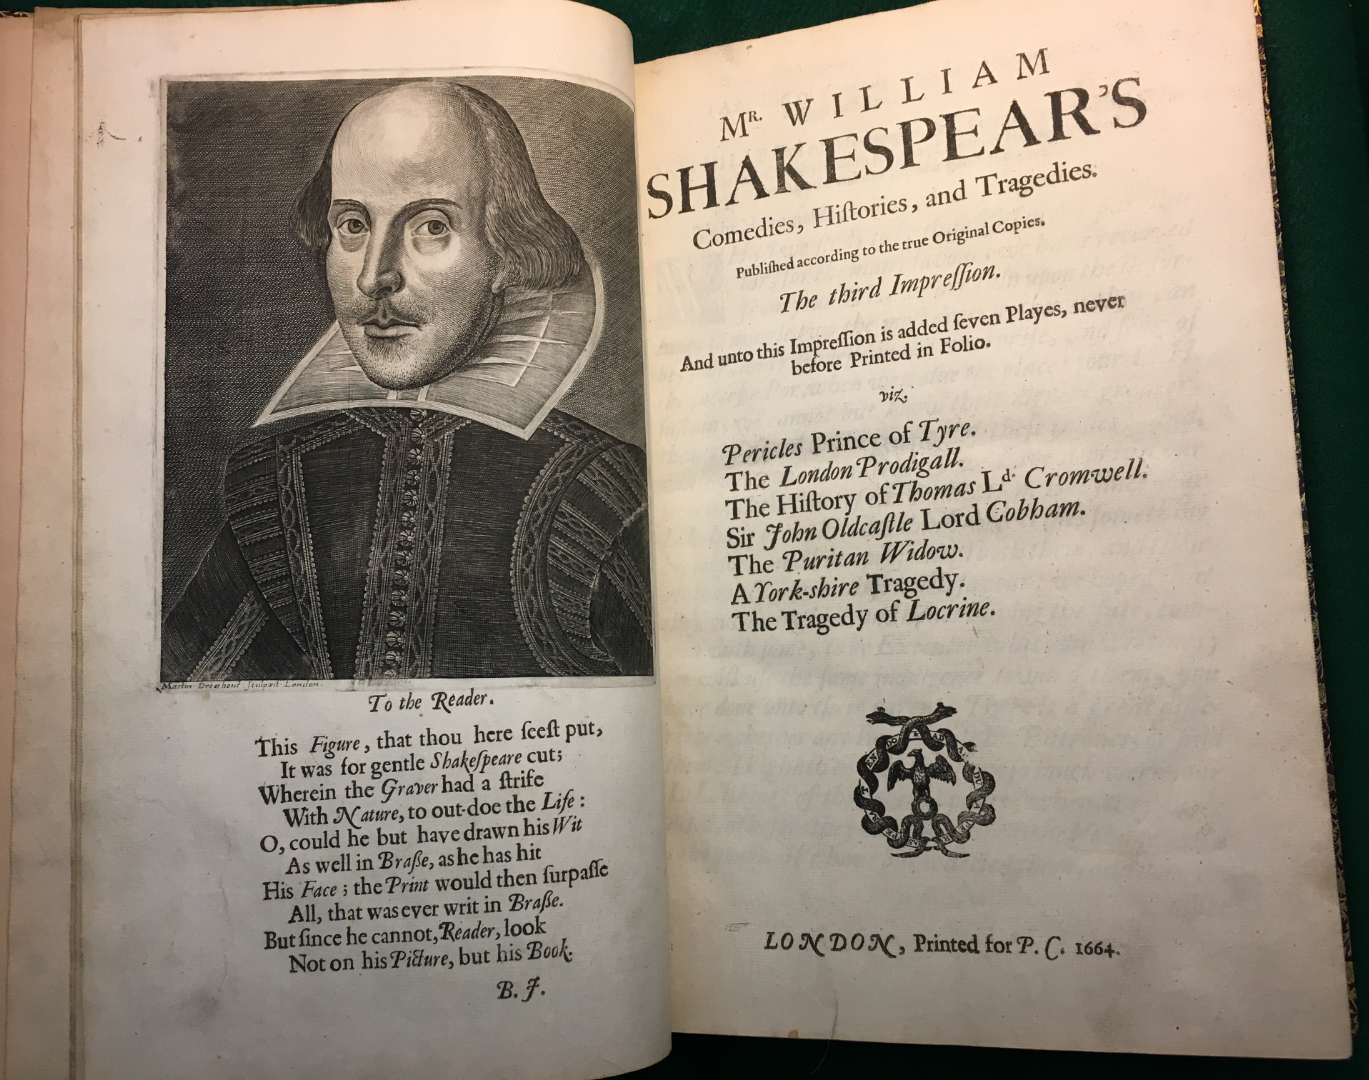 Martin Droeshout sculpsit London.
To the Reader.
This Figure, that thou here ſeeſt put,
It was for gentle Shakeſpeare cut;
Wherein the Graver had a ſtrife
With Nature, to out-doe the Life:
O, could he but have drawn his Wit
As well in Braße, as he has hit
His Face; the Print would then ſurpaſſe
All, that was ever writ in Braße.
But ſince he cannot, Reader, look
Not on his Picture, but his Book.
B. J.
MR. WILLIAM
SHAKESPEAR'S
Comedies, Hiſtories, and Tragedies.
Publiſhed according to the true Original Copies.
The third Impreſſion.
And unto this Impreſſion is added ſeven Playes, never
before Printed in Folio.
viz.
Pericles Prince of Tyre.
The London Prodigall.
The Hiſtory of Thomas Ld. Cromwell.
Sir John Oldcaſtle Lord Cobham.
The Puritan Widow.
A York-shire Tragedy.
The Tragedy of Locrine.
LONDON, Printed for P. C. 1664.